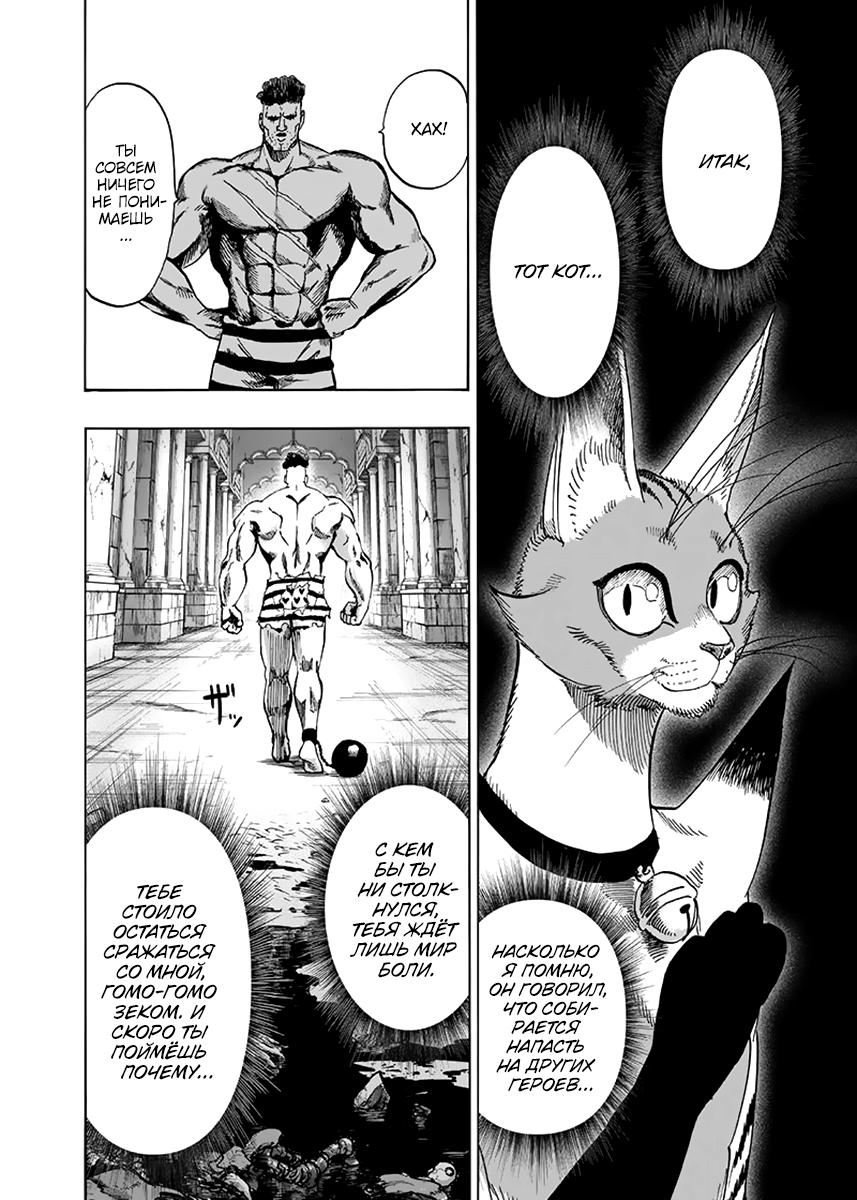 ИТАК,
ТОТ КОТ...
НАСКОЛЬКО
Я ПОМНЮ,
ОН ГОВОРИЛ,
ЧТО СОБИ-
РАЕТСЯ
НАПАСТЬ
НА ДРУГИХ
ГЕРОЕВ...
ХАХ!
ТЫ
СОВСЕМ
НИЧЕГО
НЕ ПОНИ-
МАЕШЬ
...
ザッ
С КЕМ
БЫ ТЫ
НИ СТОЛК-
НУЛСЯ,
ТЕБЯ ЖДЁТ
ЛИШЬ МИР
БОЛИ.
ТЕБЕ
СТОИЛО
ОСТАТЬСЯ
СРАЖАТЬСЯ
СО МНОЙ,
ГОМО-ГОМО
ЗЕКОМ. И
СКОРО ТЫ
ПОЙМЁШЬ
ПОЧЕМУ...